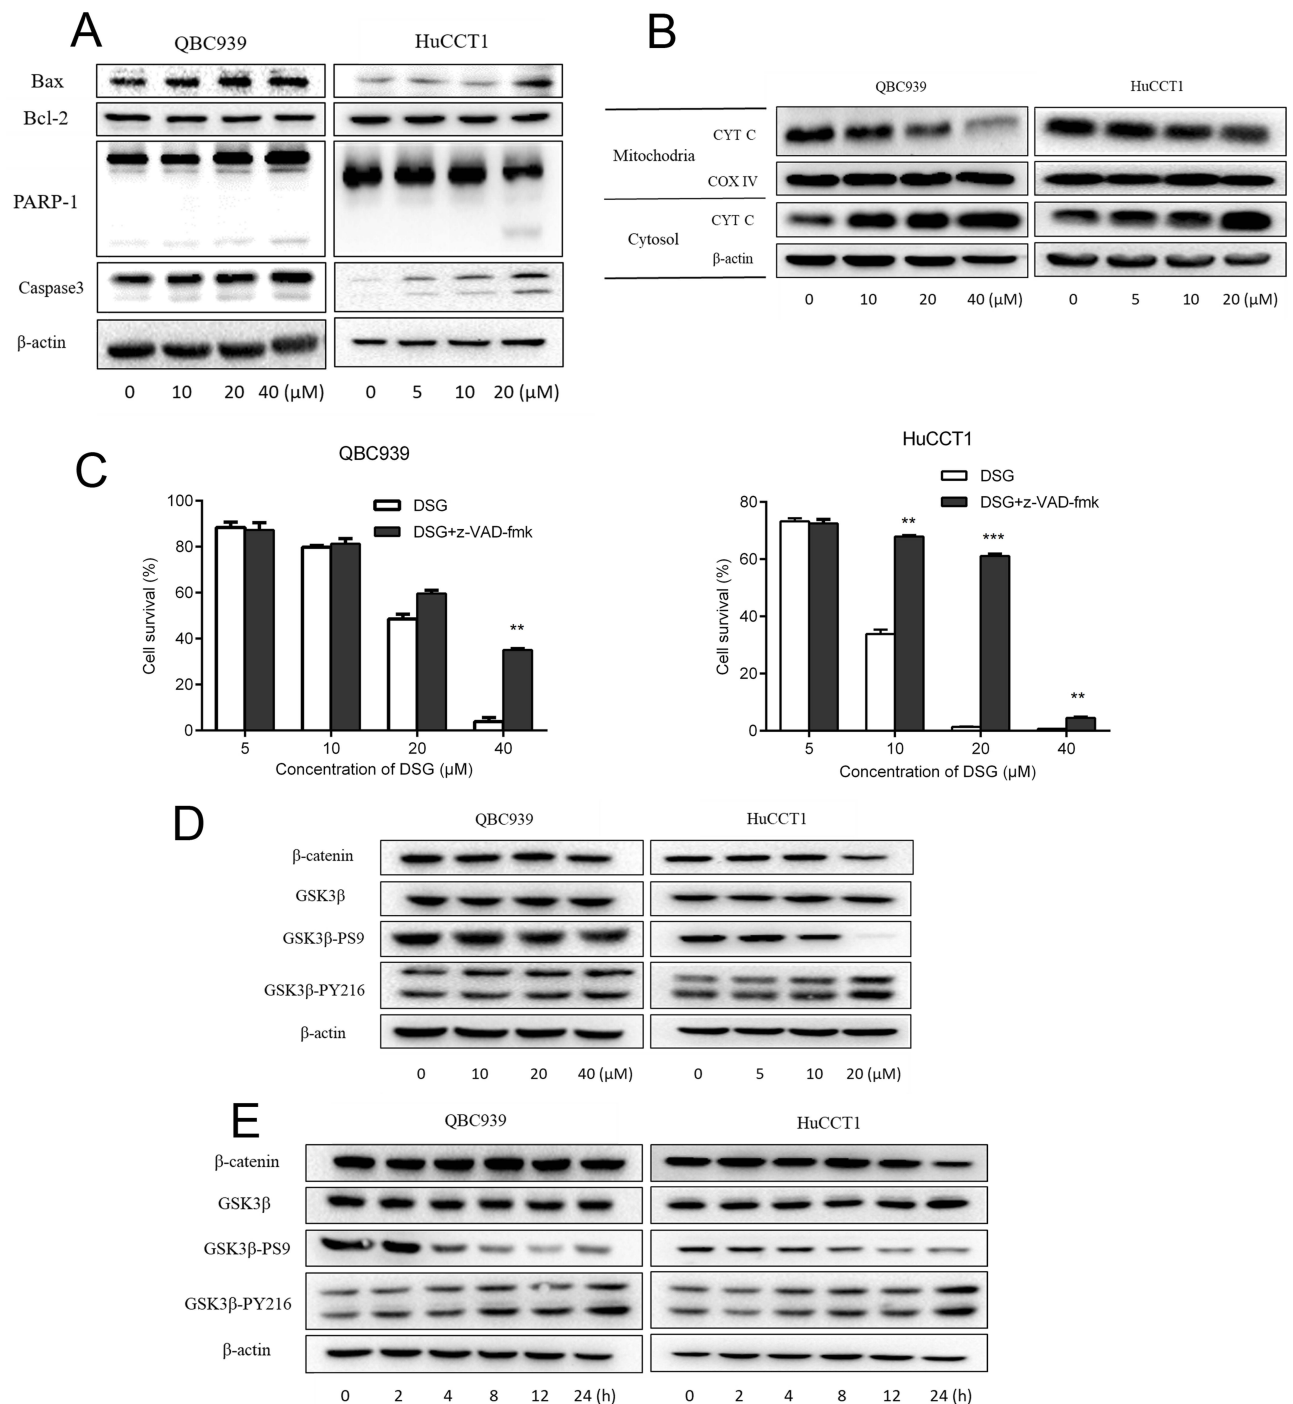 A
QBC939 HuCCT1
Bax
Bcl-2
PARP-1
Caspase3
β-actin
0 10 20 40 (μM) 0 5 10 20 (μM)
B
QBC939 HuCCT1
Mitochodria
CYT C
COX IV
Cytosol
CYT C
β-actin
0 10 20 40 (μM) 0 5 10 20 (μM)
C
QBC939
DSG
DSG+z-VAD-fmk
Cell survival (%)
100
80
60
40
20
0
**
5 10 20 40
Concentration of DSG (μM)
HuCCT1
DSG
DSG+z-VAD-fmk
Cell survival (%)
80
60
40
20
0
** *** **
5 10 20 40
Concentration of DSG (μM)
D
QBC939 HuCCT1
β-catenin
GSK3β
GSK3β-PS9
GSK3β-PY216
β-actin
0 10 20 40 (μM) 0 5 10 20 (μM)
E
QBC939 HuCCT1
β-catenin
GSK3β
GSK3β-PS9
GSK3β-PY216
β-actin
0 2 4 8 12 24 (h) 0 2 4 8 12 24 (h)